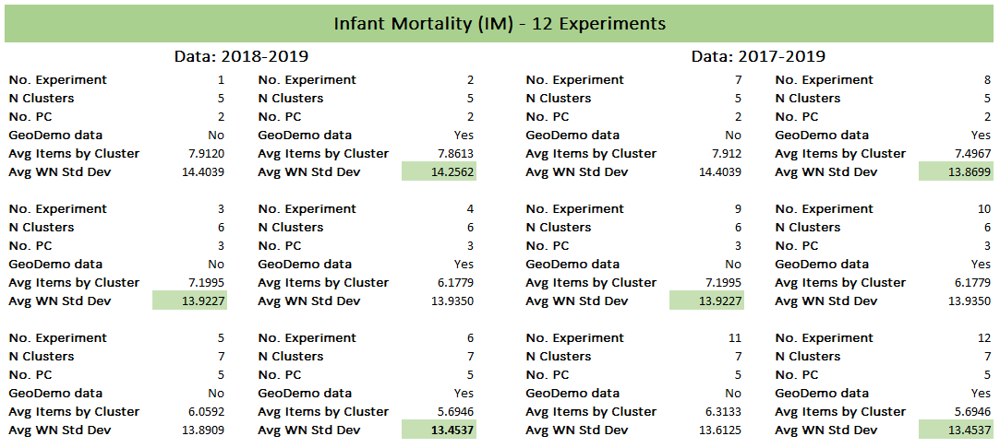 Infant Mortality (IM) - 12 Experiments
Data: 2018-2019 Data: 2017-2019
No. Experiment 1 No. Experiment 2 No. Experiment 7 No. Experiment 8
N Clusters 5 N Clusters 5 N Clusters 5 N Clusters 5
No. PC 2 No. PC 2 No. PC 2 No. PC 2
GeoDemo data No GeoDemo data Yes GeoDemo data No GeoDemo data Yes
Avg Items by Cluster 7.9120 Avg Items by Cluster 7.8613 Avg Items by Cluster 7.912 Avg Items by Cluster 7.4967
Avg WN Std Dev 14.4039 Avg WN Std Dev 14.2562 Avg WN Std Dev 14.4039 Avg WN Std Dev 13.8699
No. Experiment 3 No. Experiment 4 No. Experiment 9 No. Experiment 10
N Clusters 6 N Clusters 6 N Clusters 6 N Clusters 6
No. PC 3 No. PC 3 No. PC 3 No. PC 3
GeoDemo data No GeoDemo data Yes GeoDemo data No GeoDemo data Yes
Avg Items by Cluster 7.1995 Avg Items by Cluster 6.1779 Avg Items by Cluster 7.1995 Avg Items by Cluster 6.1779
Avg WN Std Dev 13.9227 Avg WN Std Dev 13.9350 Avg WN Std Dev 13.9227 Avg WN Std Dev 13.9350
No. Experiment 5 No. Experiment 6 No. Experiment 11 No. Experiment 12
N Clusters 7 N Clusters 7 N Clusters 7 N Clusters 7
No. PC 5 No. PC 5 No. PC 5 No. PC 5
GeoDemo data No GeoDemo data Yes GeoDemo data No GeoDemo data Yes
Avg Items by Cluster 6.0592 Avg Items by Cluster 5.6946 Avg Items by Cluster 6.3133 Avg Items by Cluster 5.6946
Avg WN Std Dev 13.8909 Avg WN Std Dev 13.4537 Avg WN Std Dev 13.6125 Avg WN Std Dev 13.4537